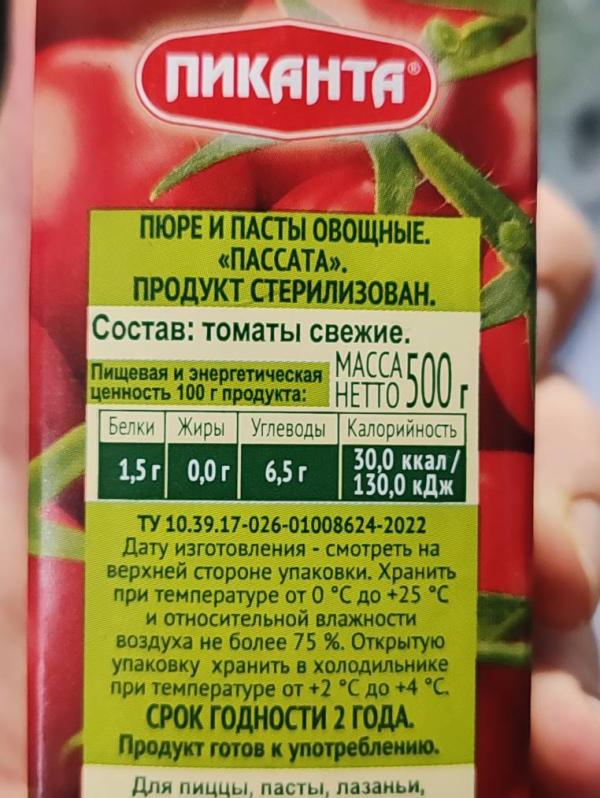 ПИКАНТА®
ПЮРЕ И ПАСТЫ ОВОЩНЫЕ.
«ПАССАТА».
ПРОДУКТ СТЕРИЛИЗОВАН.
Состав: томаты свежие.
Пищевая и энергетическая
ценность 100 г продукта:
МАССА
НЕТТО 500 г
Белки Жиры Углеводы Калорийность
1,5 г 0,0 г 6,5 г 30,0 ккал/
130,0 кДж
ТУ 10.39.17-026-01008624-2022
Дату изготовления - смотреть на
верхней стороне упаковки. Хранить
при температуре от 0 °С до +25 °С
и относительной влажности
воздуха не более 75 %. Открытую
упаковку хранить в холодильнике
при температуре от +2 °С до +4 °С.
СРОК ГОДНОСТИ 2 ГОДА.
Продукт готов к употреблению.
Для пиццы, пасты, лазаньи,